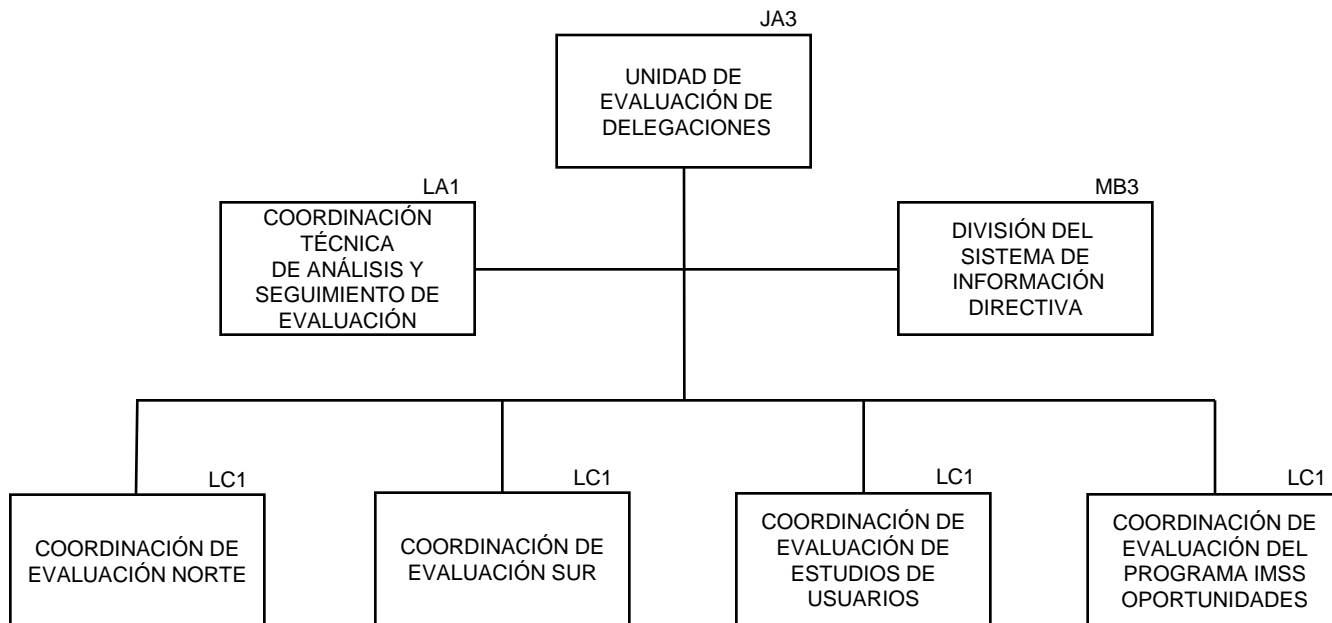 JA3
UNIDAD DE
EVALUACIÓN DE
DELEGACIONES
LA1
COORDINACIÓN
TÉCNICA
DE ANÁLISIS Y
SEGUIMIENTO DE
EVALUACIÓN
MB3
DIVISIÓN DEL
SISTEMA DE
INFORMACIÓN
DIRECTIVA
LC1
COORDINACIÓN DE
EVALUACIÓN NORTE
LC1
COORDINACIÓN DE
EVALUACIÓN SUR
LC1
COORDINACIÓN DE
EVALUACIÓN DE
ESTUDIOS DE
USUARIOS
LC1
COORDINACIÓN DE
EVALUACIÓN DEL
PROGRAMA IMSS
OPORTUNIDADES